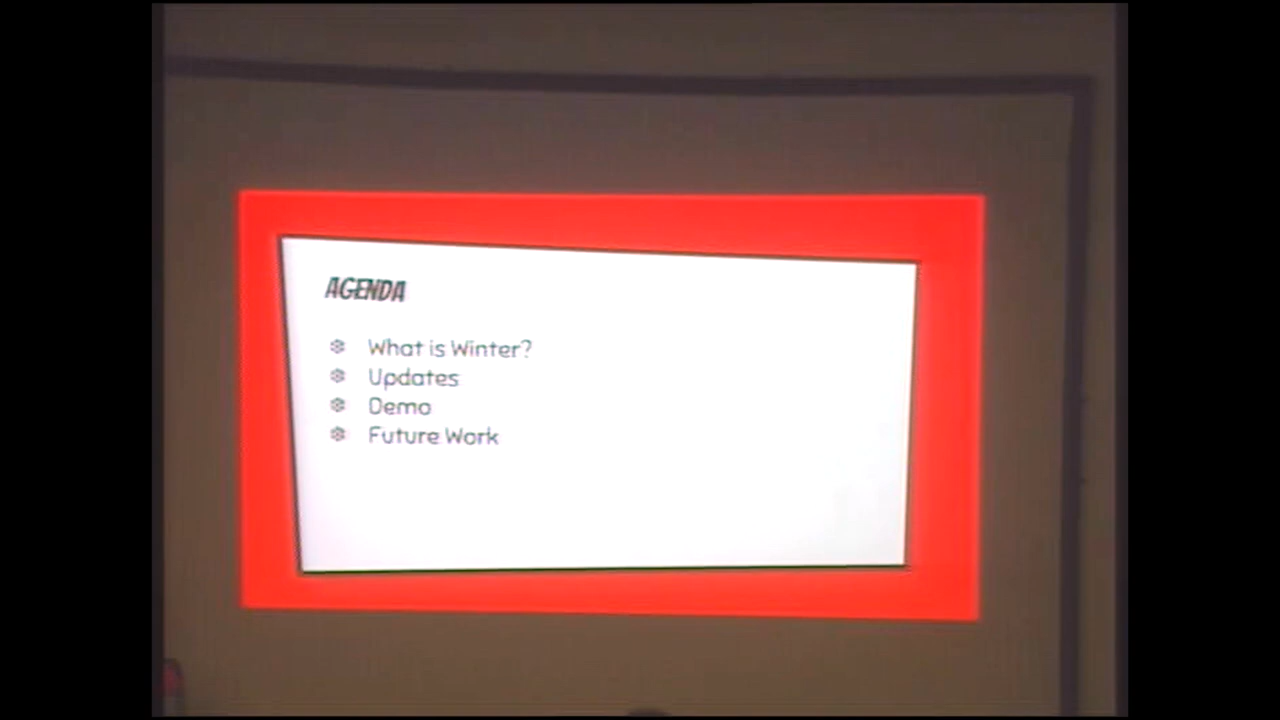 AGENDA
What is Winter?
Updates
Demo
Future Work